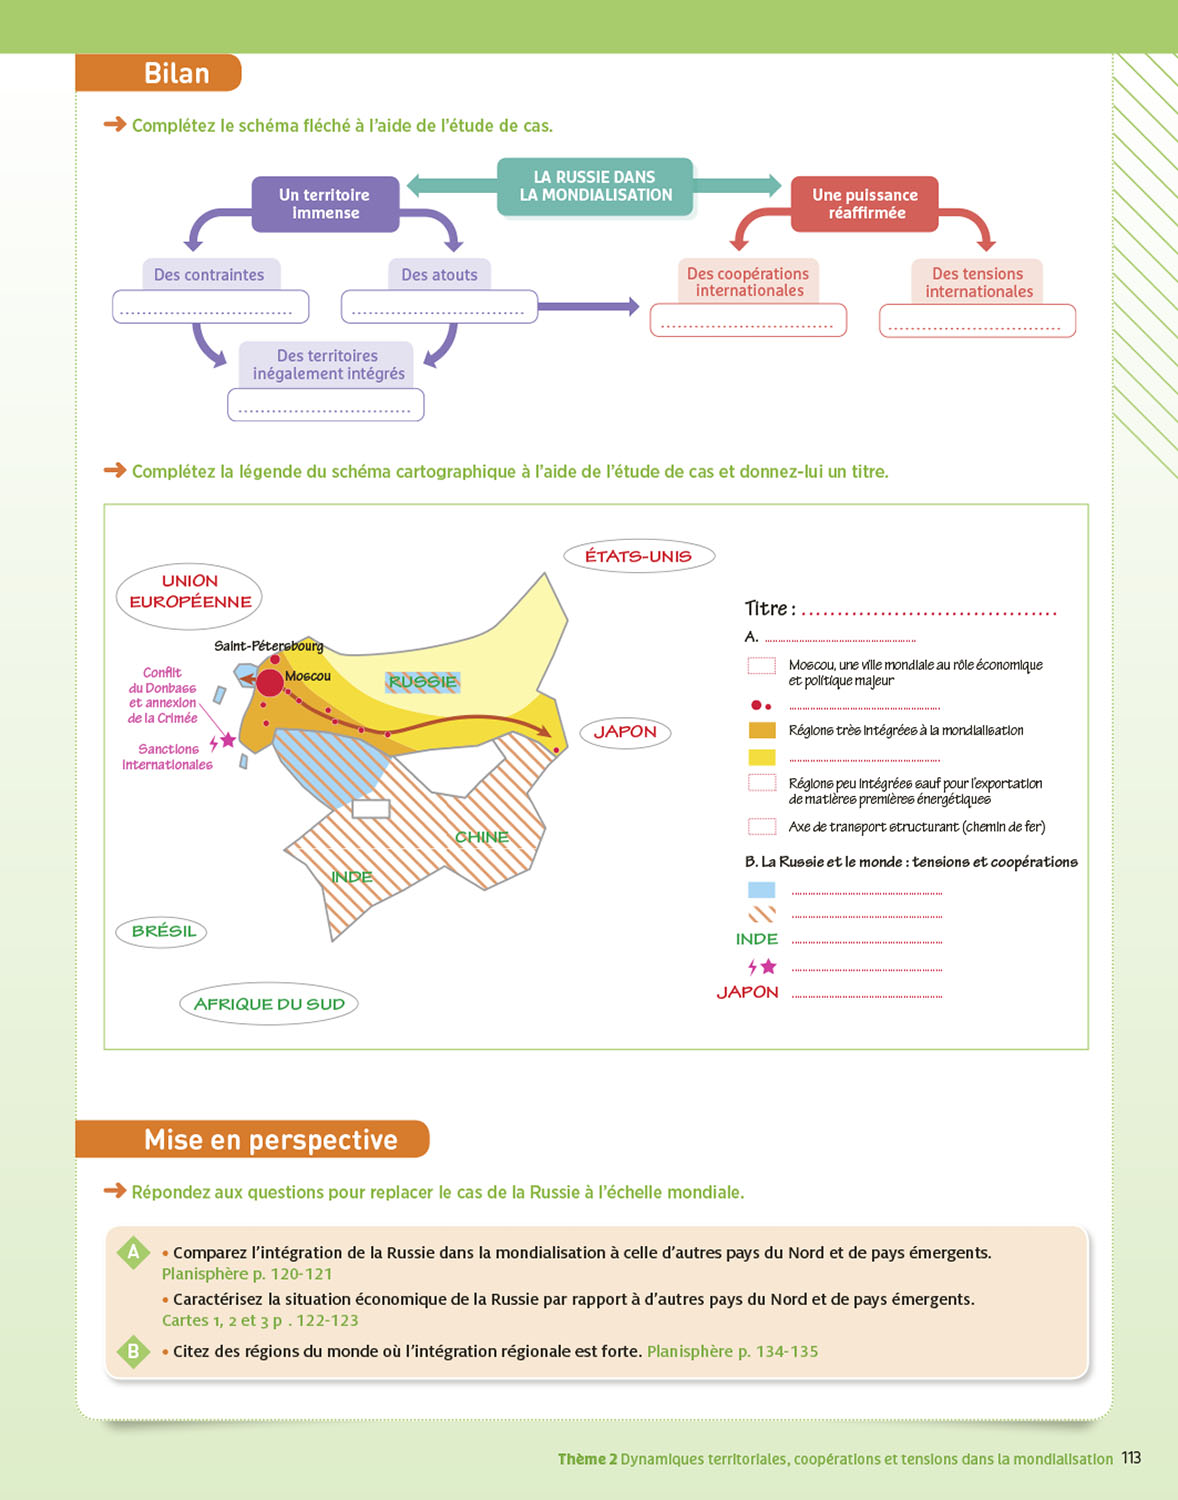 Bilan
➔ Complétez le schéma fléché à l'aide de l'étude de cas.
LA RUSSIE DANS
LA MONDIALISATION
Un territoire
immense
Une puissance
réaffirmée
Des contraintes
Des atouts
Des coopérations
internationales
Des tensions
internationales
Des territoires
inégalement intégrés
➔ Complétez la légende du schéma cartographique à l'aide de l'étude de cas et donnez-lui un titre.
ÉTATS-UNIS
UNION
EUROPÉENNE
Saint-Pétersbourg
Moscou
RUSSIE
Conflit
du Donbass
et annexion
de la Crimée
Sanctions
internationales
JAPON
CHINE
INDE
BRÉSIL
AFRIQUE DU SUD
Titre : ....................................
A. ....................................
Moscou, une ville mondiale au rôle économique
et politique majeur
....................................
Régions très intégrées à la mondialisation
....................................
Régions peu intégrées sauf pour l'exportation
de matières premières énergétiques
Axe de transport structurant (chemin de fer)
B. La Russie et le monde : tensions et coopérations
....................................
....................................
INDE ....................................
....................................
JAPON ....................................
Mise en perspective
➔ Répondez aux questions pour replacer le cas de la Russie à l'échelle mondiale.
A • Comparez l'intégration de la Russie dans la mondialisation à celle d'autres pays du Nord et de pays émergents.
Planisphère p. 120-121
• Caractérisez la situation économique de la Russie par rapport à d'autres pays du Nord et de pays émergents.
Cartes 1, 2 et 3 p . 122-123
B • Citez des régions du monde où l'intégration régionale est forte. Planisphère p. 134-135
Thème 2 Dynamiques territoriales, coopérations et tensions dans la mondialisation 113